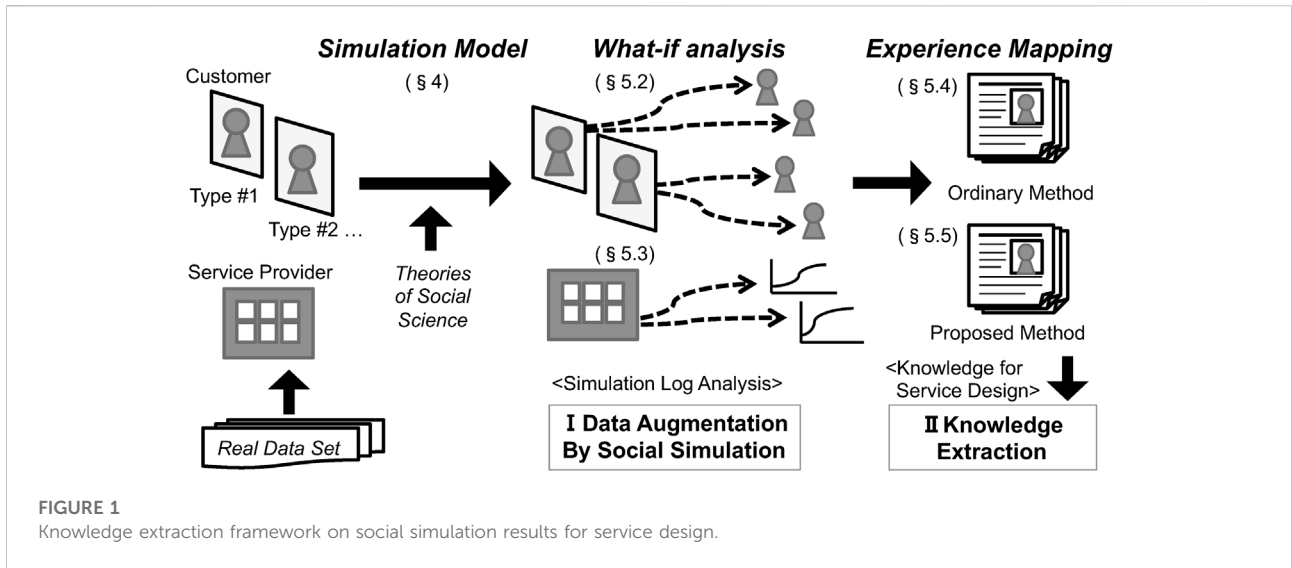 Simulation Model
(§4)
What-if analysis
(§5.2)
Experience Mapping
(§5.4)
Customer
Type #1
Type #2 ...
Service Provider
Real Data Set
Theories
of Social
Science
(§5.3)
<Simulation Log Analysis>
Ⅰ Data Augmentation
By Social Simulation
Ordinary Method
(§5.5)
Proposed Method
<Knowledge for
Service Design>
Ⅱ Knowledge
Extraction
FIGURE 1
Knowledge extraction framework on social simulation results for service design.